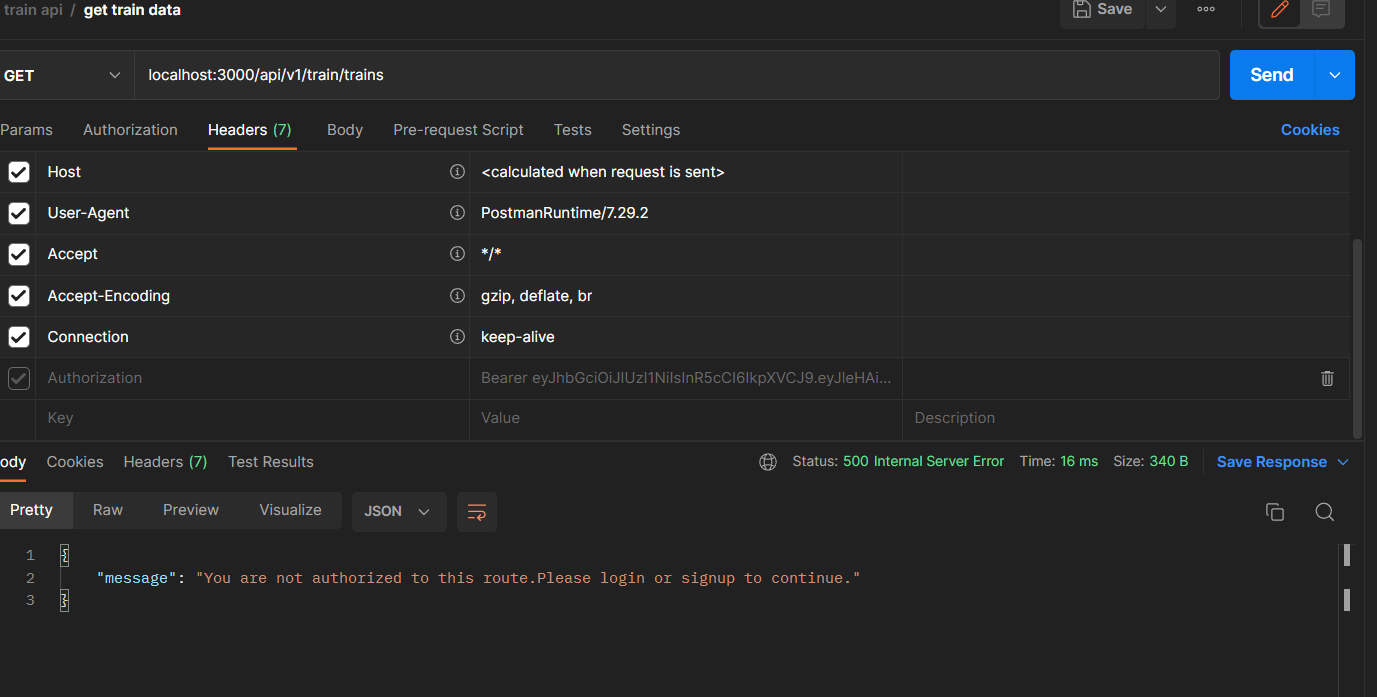 train api / get train data
Save
GET localhost:3000/api/v1/train/trains Send
Params Authorization Headers (7) Body Pre-request Script Tests Settings Cookies
Host <calculated when request is sent>
User-Agent PostmanRuntime/7.29.2
Accept */*
Accept-Encoding gzip, deflate, br
Connection keep-alive
Authorization Bearer eyJhbGciOiJIUzI1NiIsInR5cCI6IkpXVCJ9.eyJleHAi...
Key Value Description
ody Cookies Headers (7) Test Results Status: 500 Internal Server Error Time: 16 ms Size: 340 B Save Response
Pretty Raw Preview Visualize JSON
1 {
2 "message": "You are not authorized to this route.Please login or signup to continue."
3 }